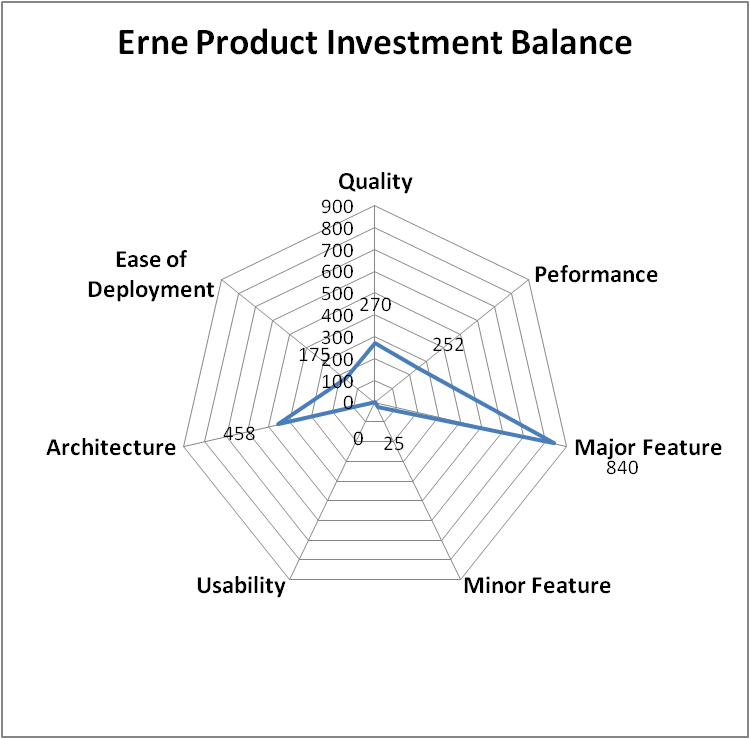 Erne Product Investment Balance
Quality
900
800
700
600
500
400
300
200
100
0
270
Peformance
252
Major Feature
840
Minor Feature
25
Usability
0
Architecture
458
Ease of
Deployment
175